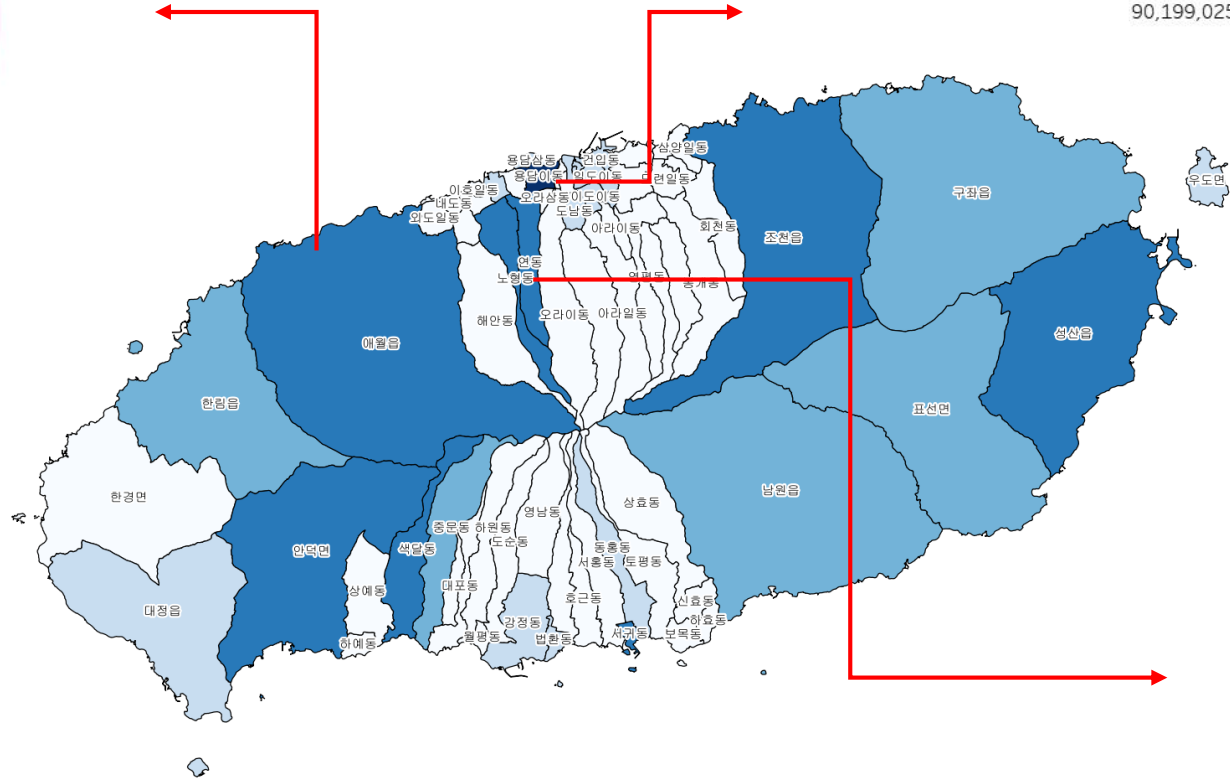 90,199,025
삼양일동
용담삼동
건입동
용담이동
일도이동
련일동
이호일동
우도면
구좌읍
오라삼동
이도이동
내도동
도남동
외도일동
아라이동
회천동
조천읍
연동
노형동
영평동
봉개동
오라이동
아라일동
해안동
성산읍
애월읍
한림읍
표선면
남원읍
한경면
상효동
영남동
중문동
하원동
도순동
안덕면
색달동
동홍동
서홍동
토평동
대포동
상예동
호근동
신효동
대정읍
하효동
강정동
월평동
법환동
서귀동
보목동
하예동